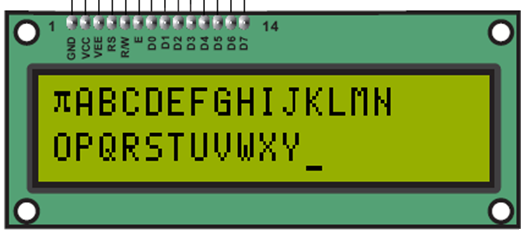 1 14
GND VCC VEE RS R/W E D0 D1 D2 D3 D4 D5 D6 D7
πABCDEFGHIJKLMN
OPQRSTUVWXY_